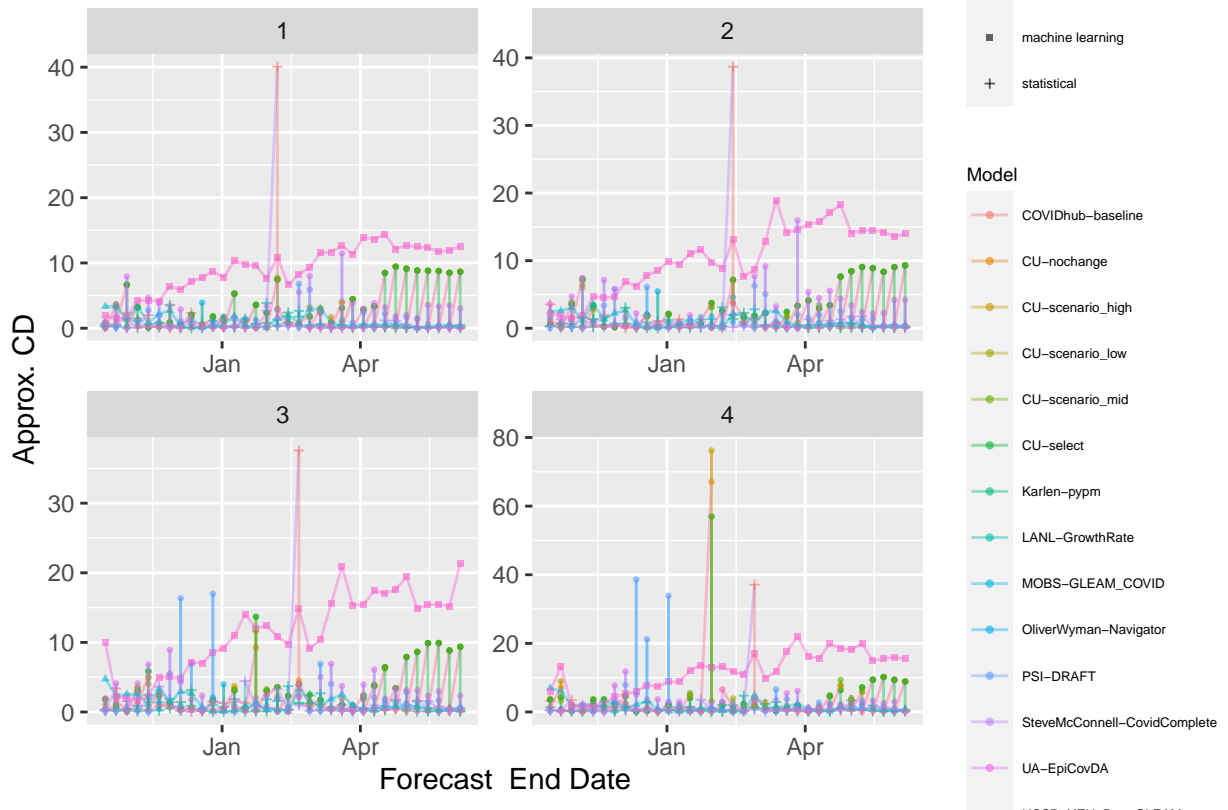 1
2
40
30
20
10
0
Jan
Apr
40
30
20
10
0
Jan
Apr
3
4
30
20
10
0
Jan
Apr
80
60
40
20
0
Jan
Apr
Approx. CD
Forecast End Date
machine learning
statistical
Model
COVIDhub−baseline
CU−nochange
CU−scenario_high
CU−scenario_low
CU−scenario_mid
CU−select
Karlen−pypm
LANL−GrowthRate
MOBS−GLEAM_COVID
OliverWyman−Navigator
PSI−DRAFT
SteveMcConnell−CovidComplete
UA−EpiCovDA